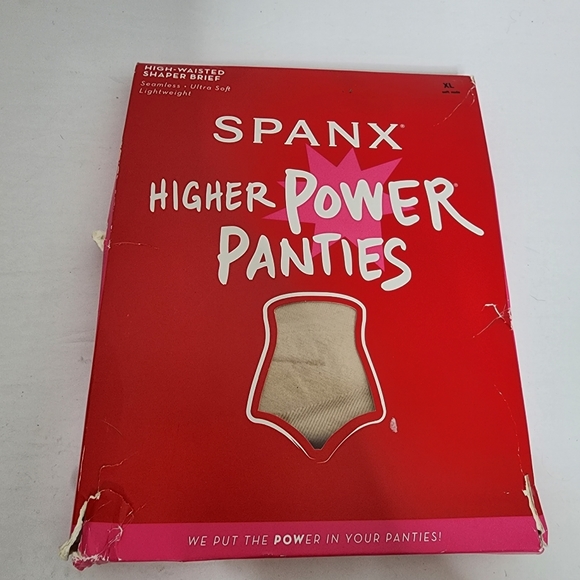 HIGH-WAISTED
SHAPER BRIEF
Seamless • Ultra Soft
Lightweight
XL
SPANX®
HIGHER POWER®
PANTIES
WE PUT THE POWER IN YOUR PANTIES!